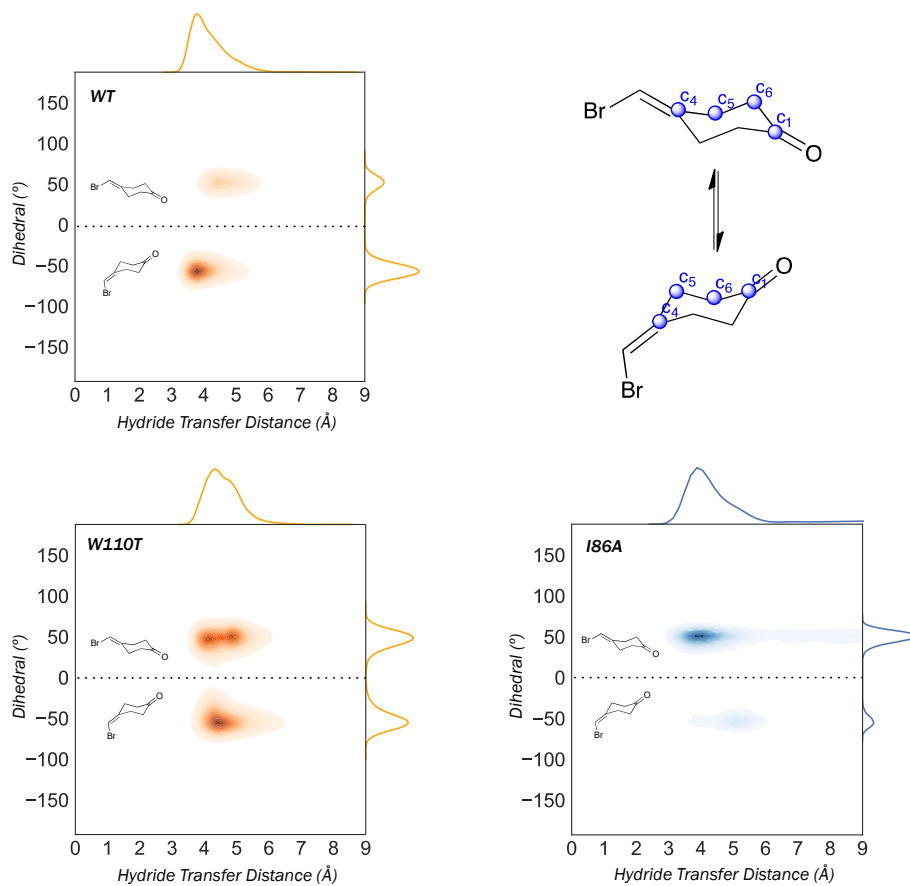 WT
Dihedral (°)
150
100
50
0
−50
−100
−150
Br
O
Br
O
0 1 2 3 4 5 6 7 8 9
Hydride Transfer Distance (Å)
Br
C4
C5
C6
C1
O
C5
C6
C1
O
C4
Br
W110T
Dihedral (°)
150
100
50
0
−50
−100
−150
Br
O
O
Br
0 1 2 3 4 5 6 7 8 9
Hydride Transfer Distance (Å)
I86A
Dihedral (°)
150
100
50
0
−50
−100
−150
Br
O
O
Br
0 1 2 3 4 5 6 7 8 9
Hydride Transfer Distance (Å)